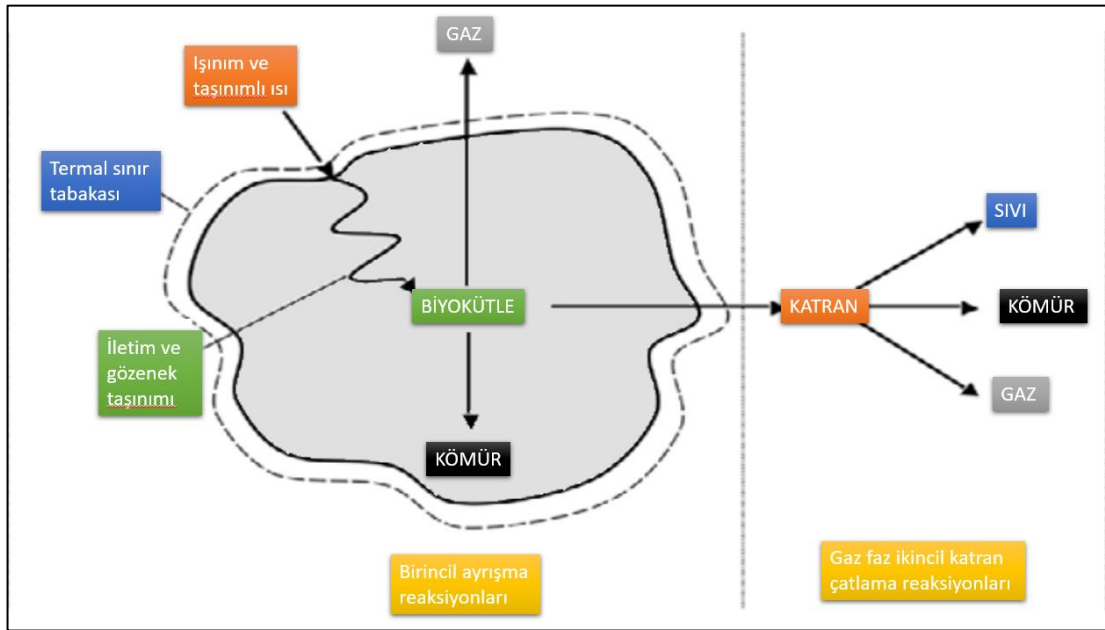 GAZ
Işınım ve
taşınımlı ısı
Termal sınır
tabakası
SIVI
BİYOKÜTLE
KATRAN
KÖMÜR
İletim ve
gözenek
taşınımı
GAZ
KÖMÜR
Birincil ayrışma
reaksiyonları
Gaz faz ikincil katran
çatlama reaksiyonları